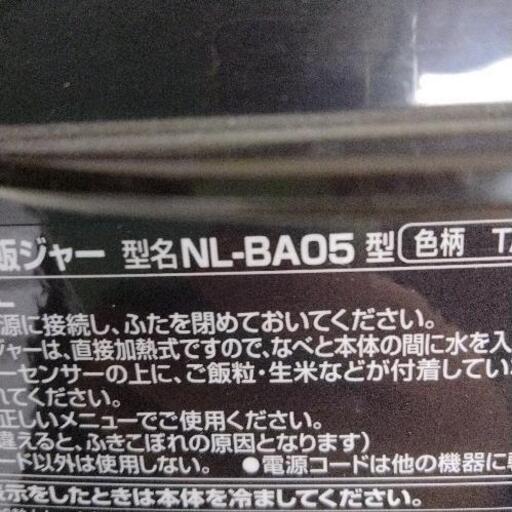 飯ジャー 型名NL-BA05型 色柄 TA
ー
源に接続し、ふたを閉めておいてください。
ジャーは、直接加熱式ですので、なべと本体の間に水を入
ーセンサーの上に、ご飯粒・生米などが付着してい
れてください。
正しいメニューでご使用ください。
違えると、ふきこぼれの原因となります)
ード以外は使用しない。 ●電源コードは他の機器に
示をしたときは本体を冷ましてください。